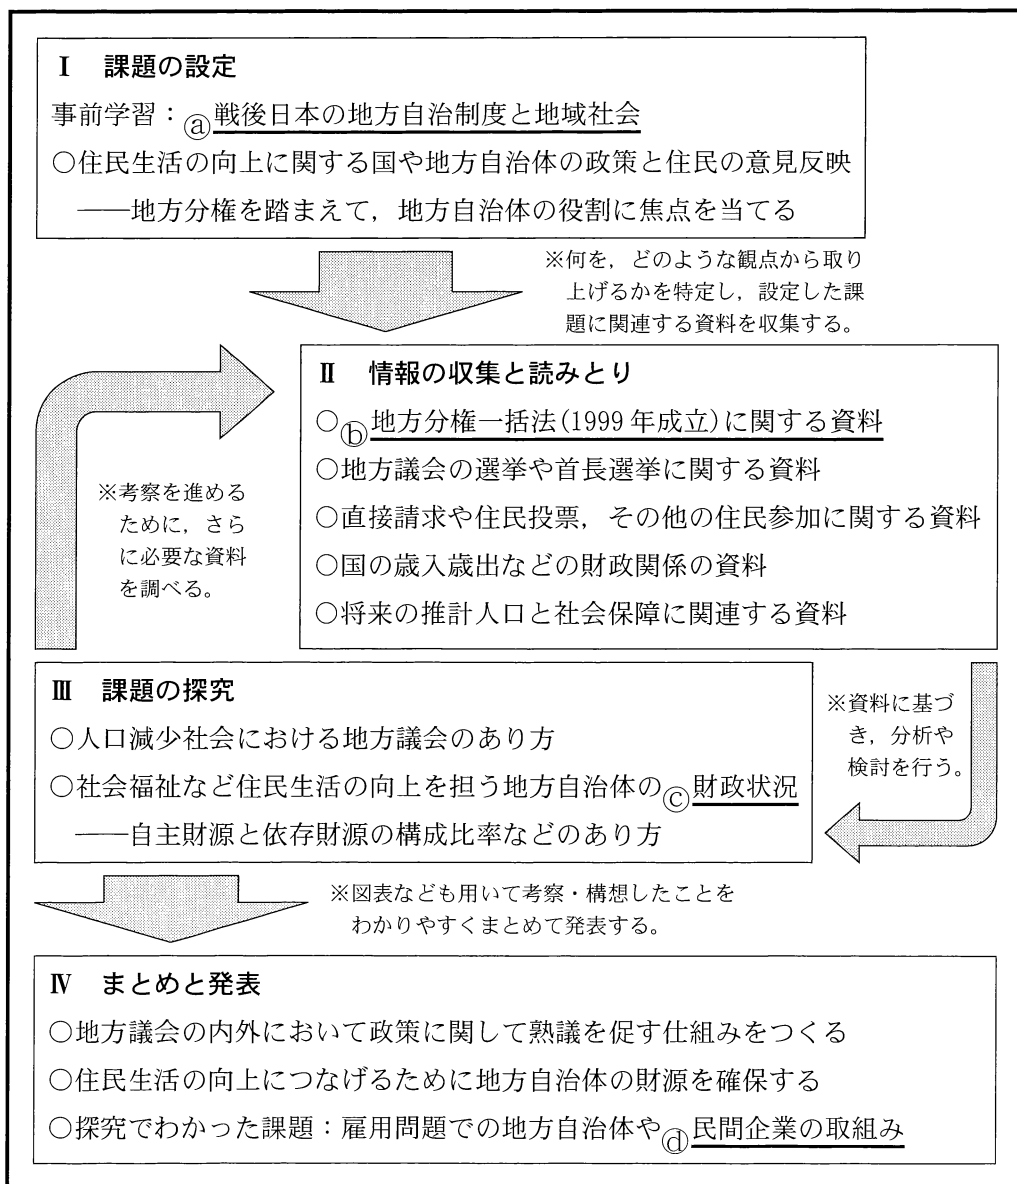 Ⅰ 課題の設定
事前学習：ⓐ戦後日本の地方自治制度と地域社会
○住民生活の向上に関する国や地方自治体の政策と住民の意見反映
――地方分権を踏まえて，地方自治体の役割に焦点を当てる
※何を，どのような観点から取り
上げるかを特定し，設定した課
題に関連する資料を収集する。
Ⅱ 情報の収集と読みとり
○ⓑ地方分権一括法(1999年成立)に関する資料
○地方議会の選挙や首長選挙に関する資料
○直接請求や住民投票，その他の住民参加に関する資料
○国の歳入歳出などの財政関係の資料
○将来の推計人口と社会保障に関連する資料
※考察を進める
ために，さら
に必要な資料
を調べる。
Ⅲ 課題の探究
○人口減少社会における地方議会のあり方
○社会福祉など住民生活の向上を担う地方自治体のⓒ財政状況
――自主財源と依存財源の構成比率などのあり方
※資料に基づ
き，分析や
検討を行う。
※図表なども用いて考察・構想したことを
わかりやすくまとめて発表する。
Ⅳ まとめと発表
○地方議会の内外において政策に関して熟議を促す仕組みをつくる
○住民生活の向上につなげるために地方自治体の財源を確保する
○探究でわかった課題：雇用問題での地方自治体やⓓ民間企業の取組み